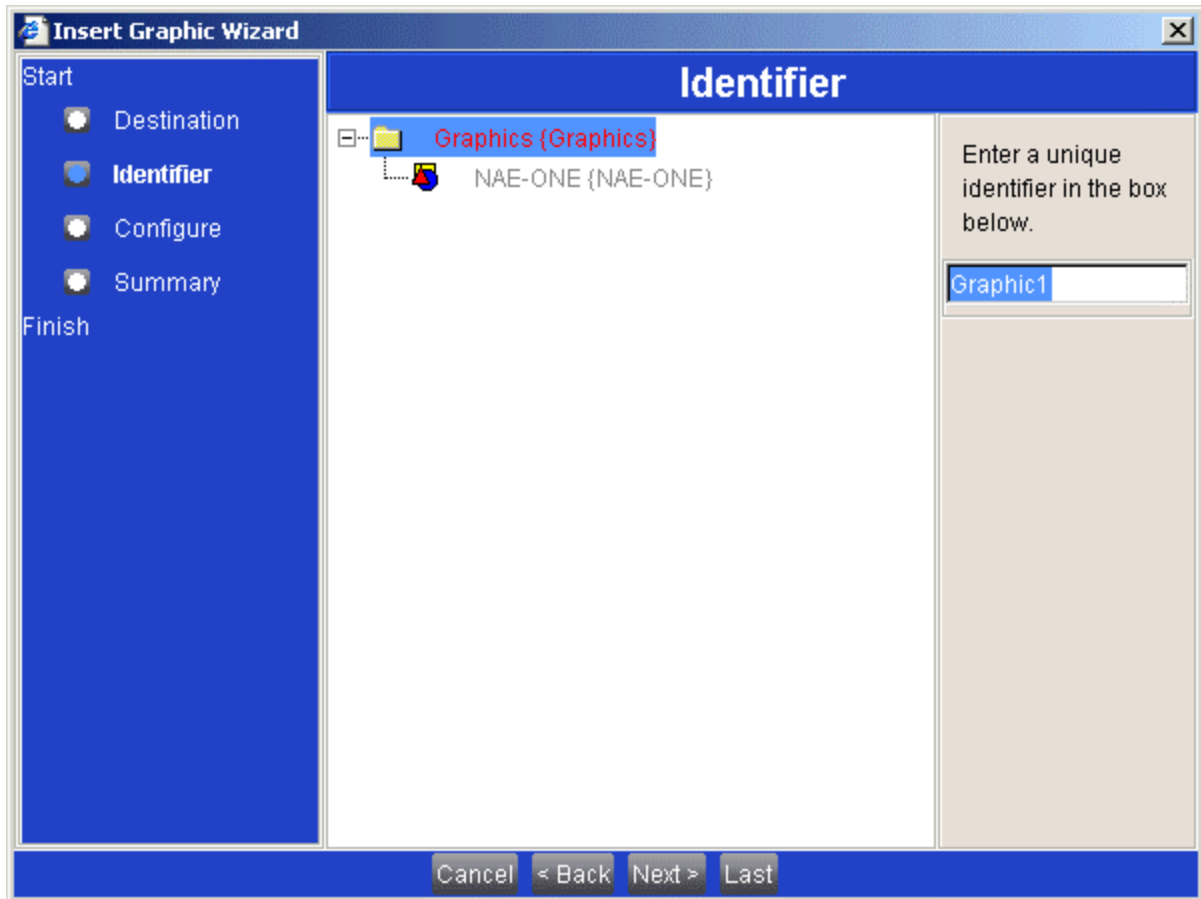 Insert Graphic Wizard
Start
Destination
Identifier
Configure
Summary
Finish
Identifier
Graphics {Graphics}
NAE-ONE {NAE-ONE}
Enter a unique
identifier in the box
below.
Graphic1
Cancel
< Back
Next >
Last